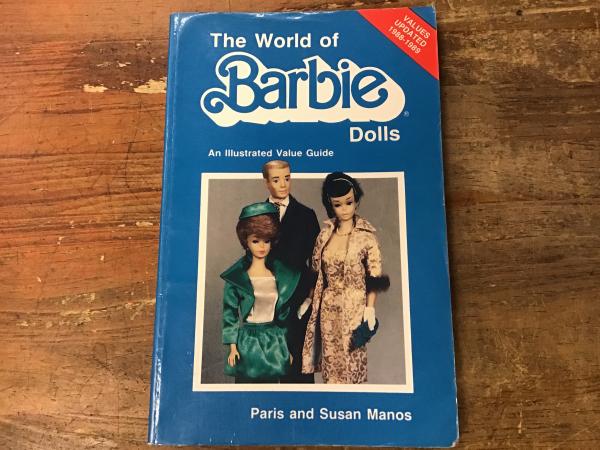 The World of
Barbie®
Dolls
An Illustrated Value Guide
VALUES
UPDATED
1988-1989
Paris and Susan Manos